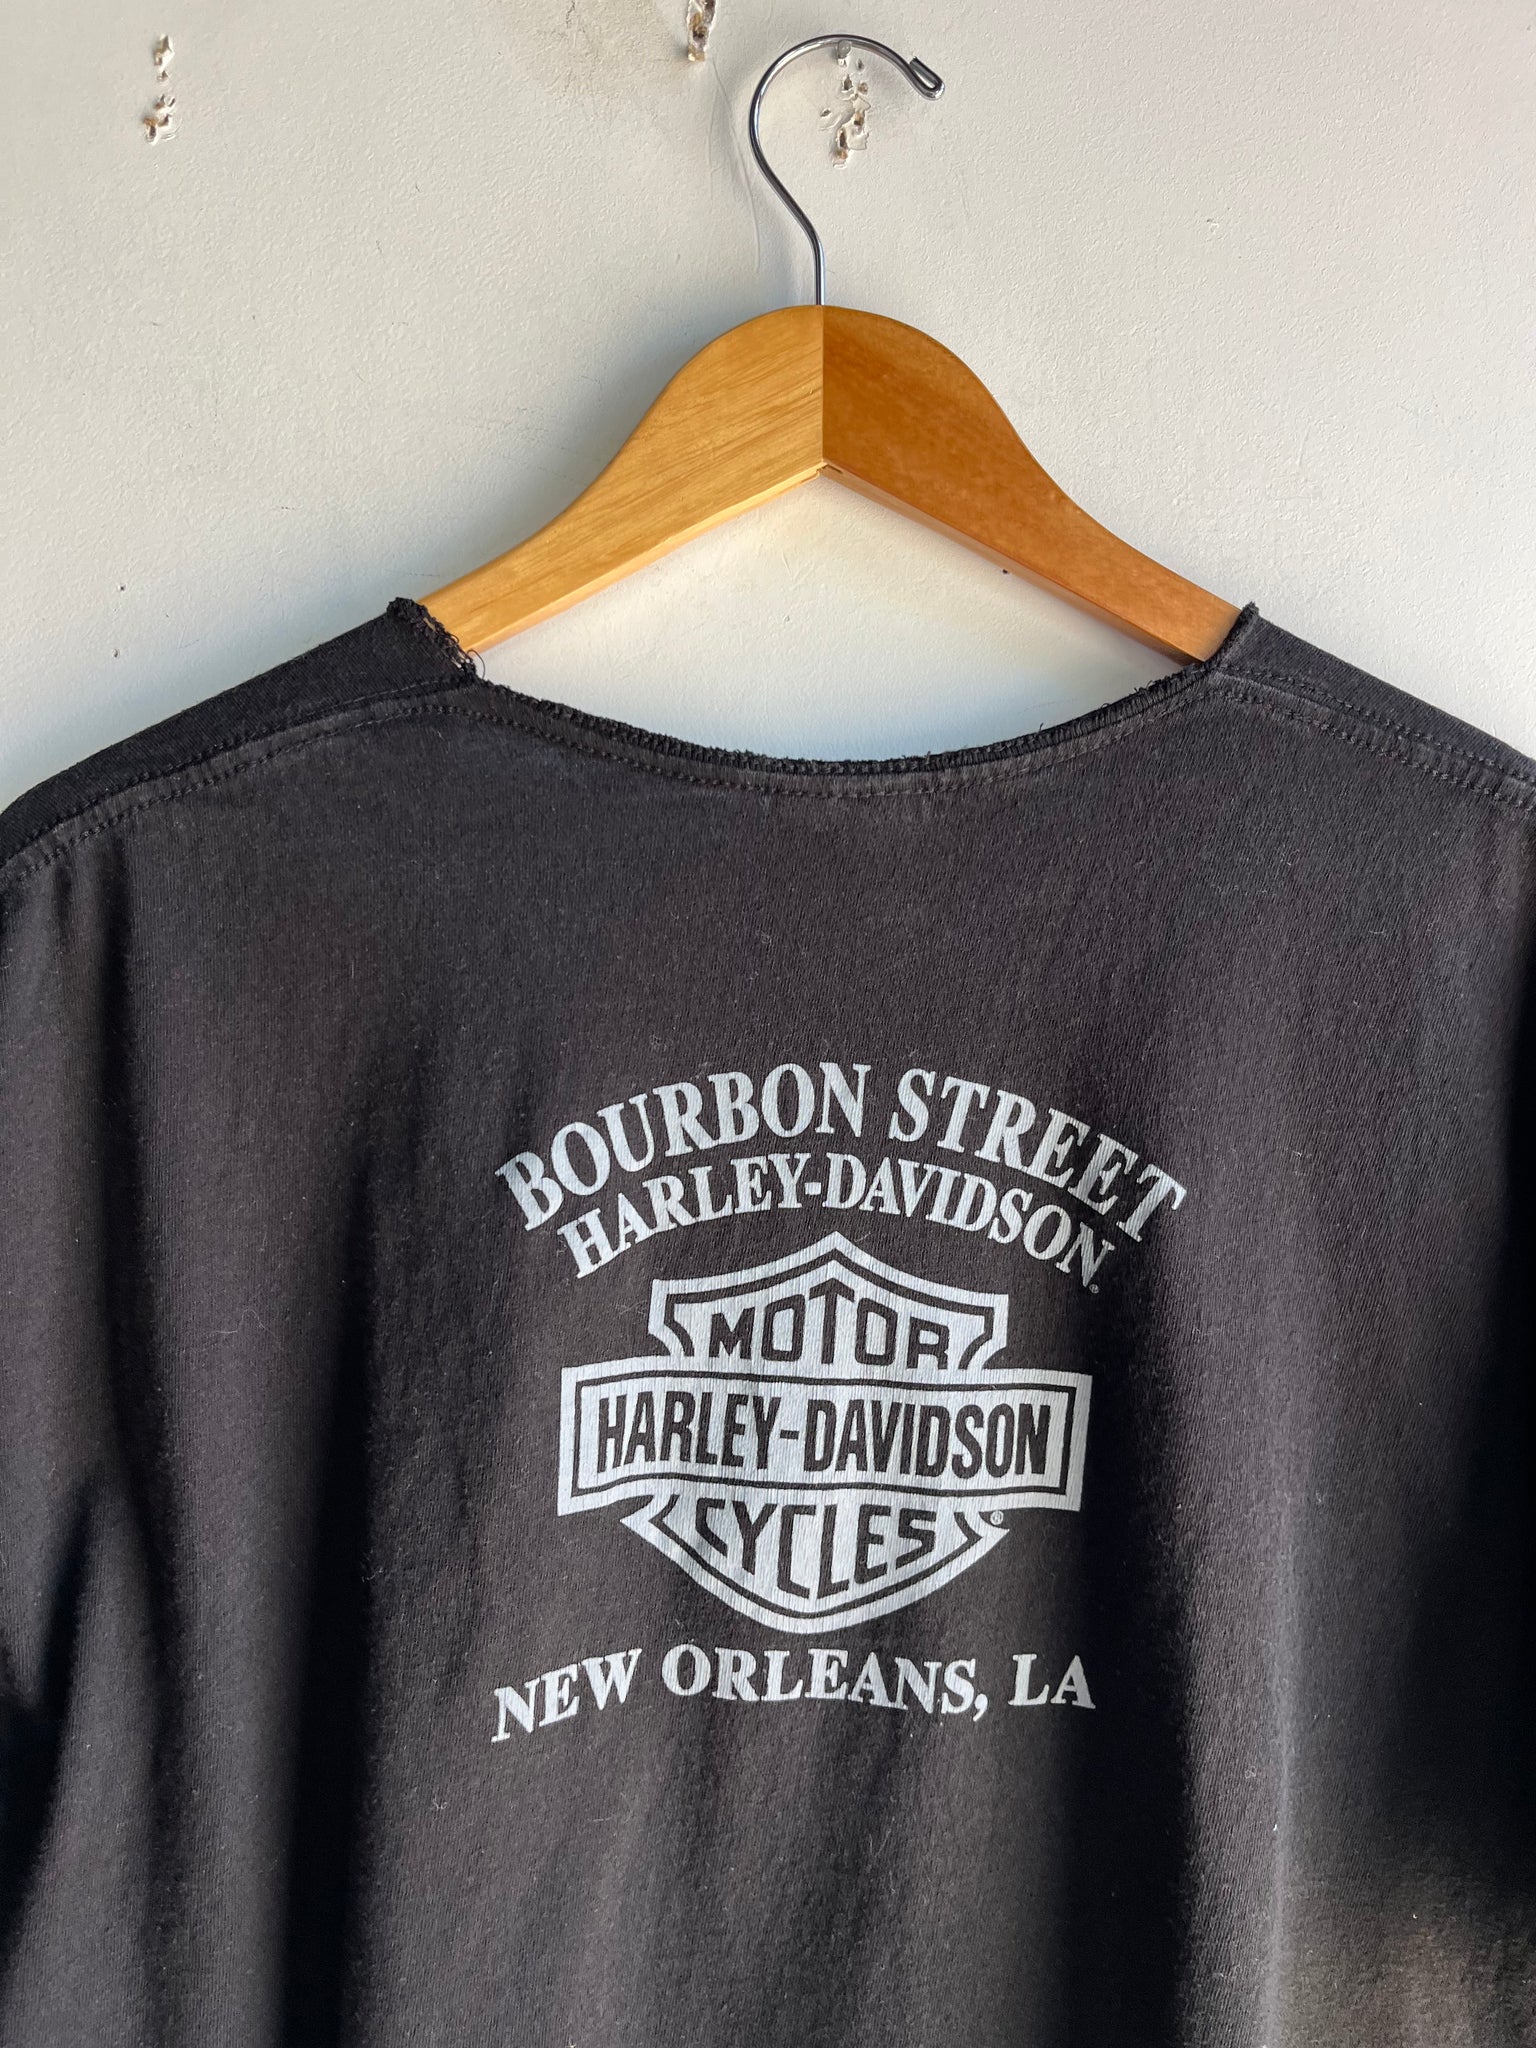 BOURBON STREET
HARLEY-DAVIDSON®
MOTOR
HARLEY-DAVIDSON
CYCLES®
NEW ORLEANS, LA